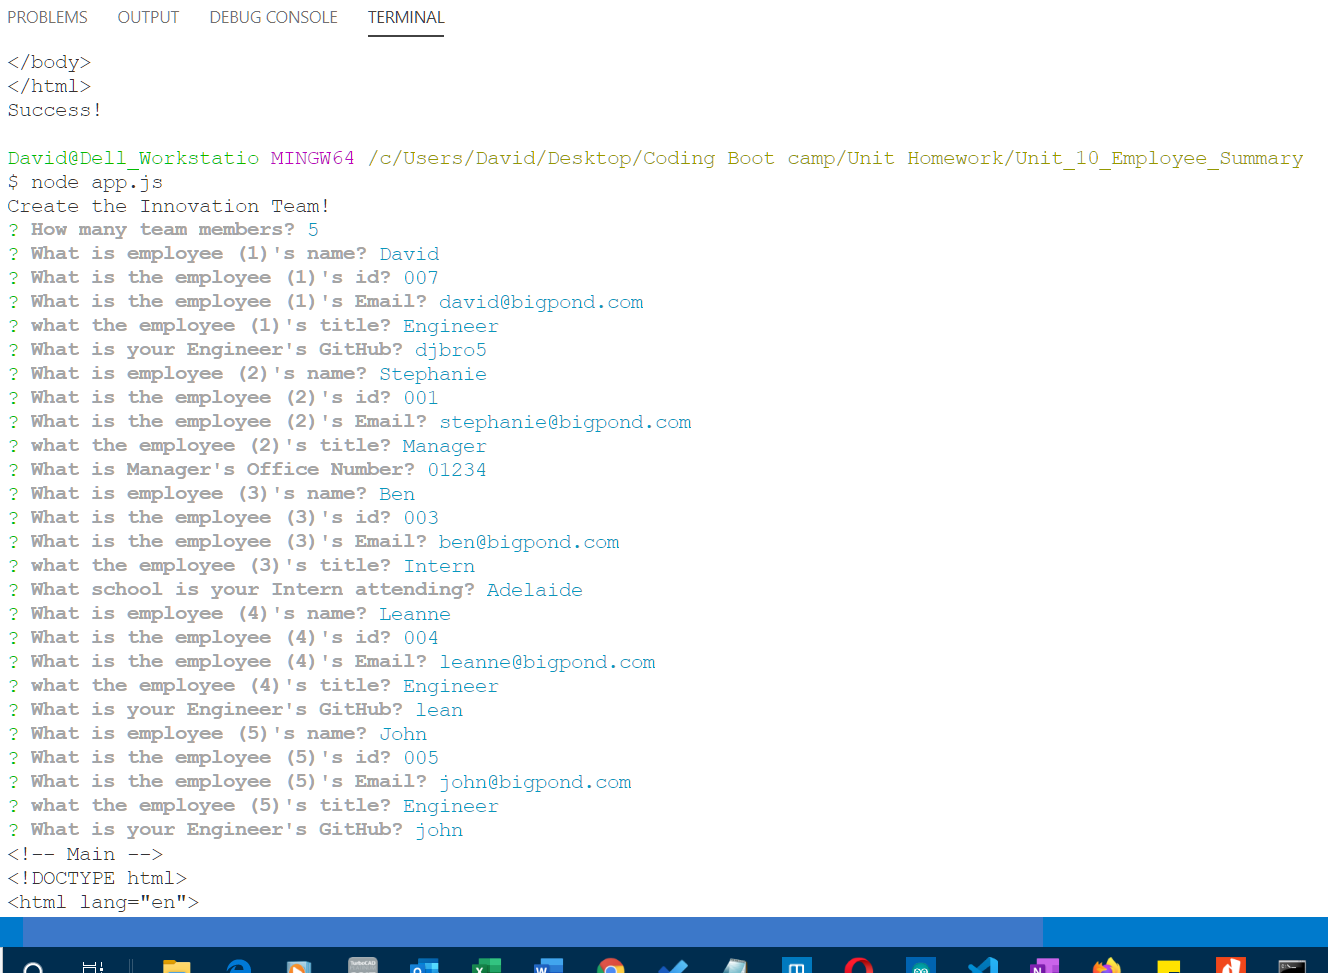 PROBLEMS OUTPUT DEBUG CONSOLE TERMINAL
</body>
</html>
Success!
David@Dell_Workstatio MINGW64 /c/Users/David/Desktop/Coding Boot camp/Unit Homework/Unit_10_Employee_Summary
$ node app.js
Create the Innovation Team!
? How many team members? 5
? What is employee (1)'s name? David
? What is the employee (1)'s id? 007
? What is the employee (1)'s Email? david@bigpond.com
? what the employee (1)'s title? Engineer
? What is your Engineer's GitHub? djbro5
? What is employee (2)'s name? Stephanie
? What is the employee (2)'s id? 001
? What is the employee (2)'s Email? stephanie@bigpond.com
? what the employee (2)'s title? Manager
? What is Manager's Office Number? 01234
? What is employee (3)'s name? Ben
? What is the employee (3)'s id? 003
? What is the employee (3)'s Email? ben@bigpond.com
? what the employee (3)'s title? Intern
? What school is your Intern attending? Adelaide
? What is employee (4)'s name? Leanne
? What is the employee (4)'s id? 004
? What is the employee (4)'s Email? leanne@bigpond.com
? what the employee (4)'s title? Engineer
? What is your Engineer's GitHub? lean
? What is employee (5)'s name? John
? What is the employee (5)'s id? 005
? What is the employee (5)'s Email? john@bigpond.com
? what the employee (5)'s title? Engineer
? What is your Engineer's GitHub? john
<!-- Main -->
<!DOCTYPE html>
<html lang="en">